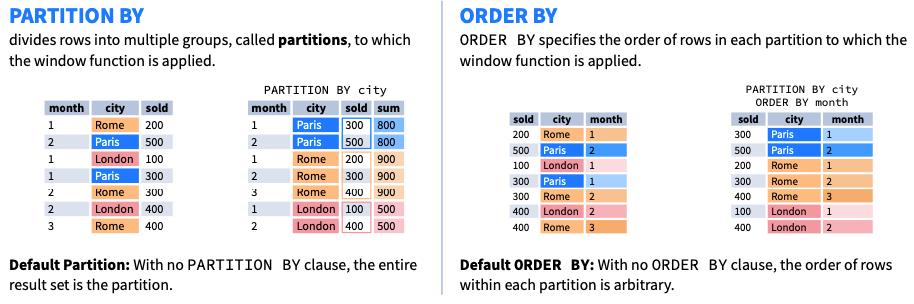 PARTITION BY
divides rows into multiple groups, called partitions, to which
the window function is applied.
PARTITION BY city
month city sold
1 Rome 200
2 Paris 500
1 London 100
1 Paris 300
2 Rome 300
2 London 400
3 Rome 400
month city sold sum
1 Paris 300 800
2 Paris 500 800
1 Rome 200 900
2 Rome 300 900
3 Rome 400 900
1 London 100 500
2 London 400 500
Default Partition: With no PARTITION BY clause, the entire
result set is the partition.
ORDER BY
ORDER BY specifies the order of rows in each partition to which the
window function is applied.
PARTITION BY city
ORDER BY month
sold city month
200 Rome 1
500 Paris 2
100 London 1
300 Paris 1
300 Rome 2
400 London 2
400 Rome 3
sold city month
300 Paris 1
500 Paris 2
200 Rome 1
300 Rome 2
400 Rome 3
100 London 1
400 London 2
Default ORDER BY: With no ORDER BY clause, the order of rows
within each partition is arbitrary.